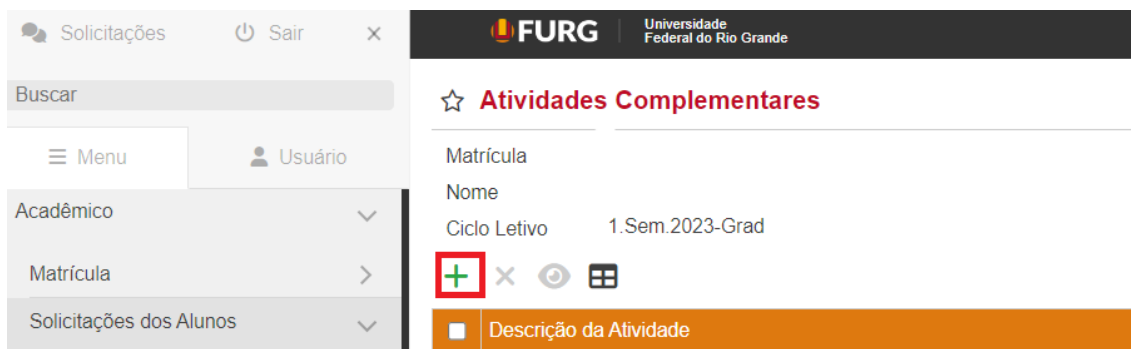 Solicitações Sair
Buscar
Menu Usuário
Acadêmico
Matrícula
Solicitações dos Alunos
FURG
Universidade
Federal do Rio Grande
Atividades Complementares
Matrícula
Nome
Ciclo Letivo 1.Sem.2023-Grad
Descrição da Atividade